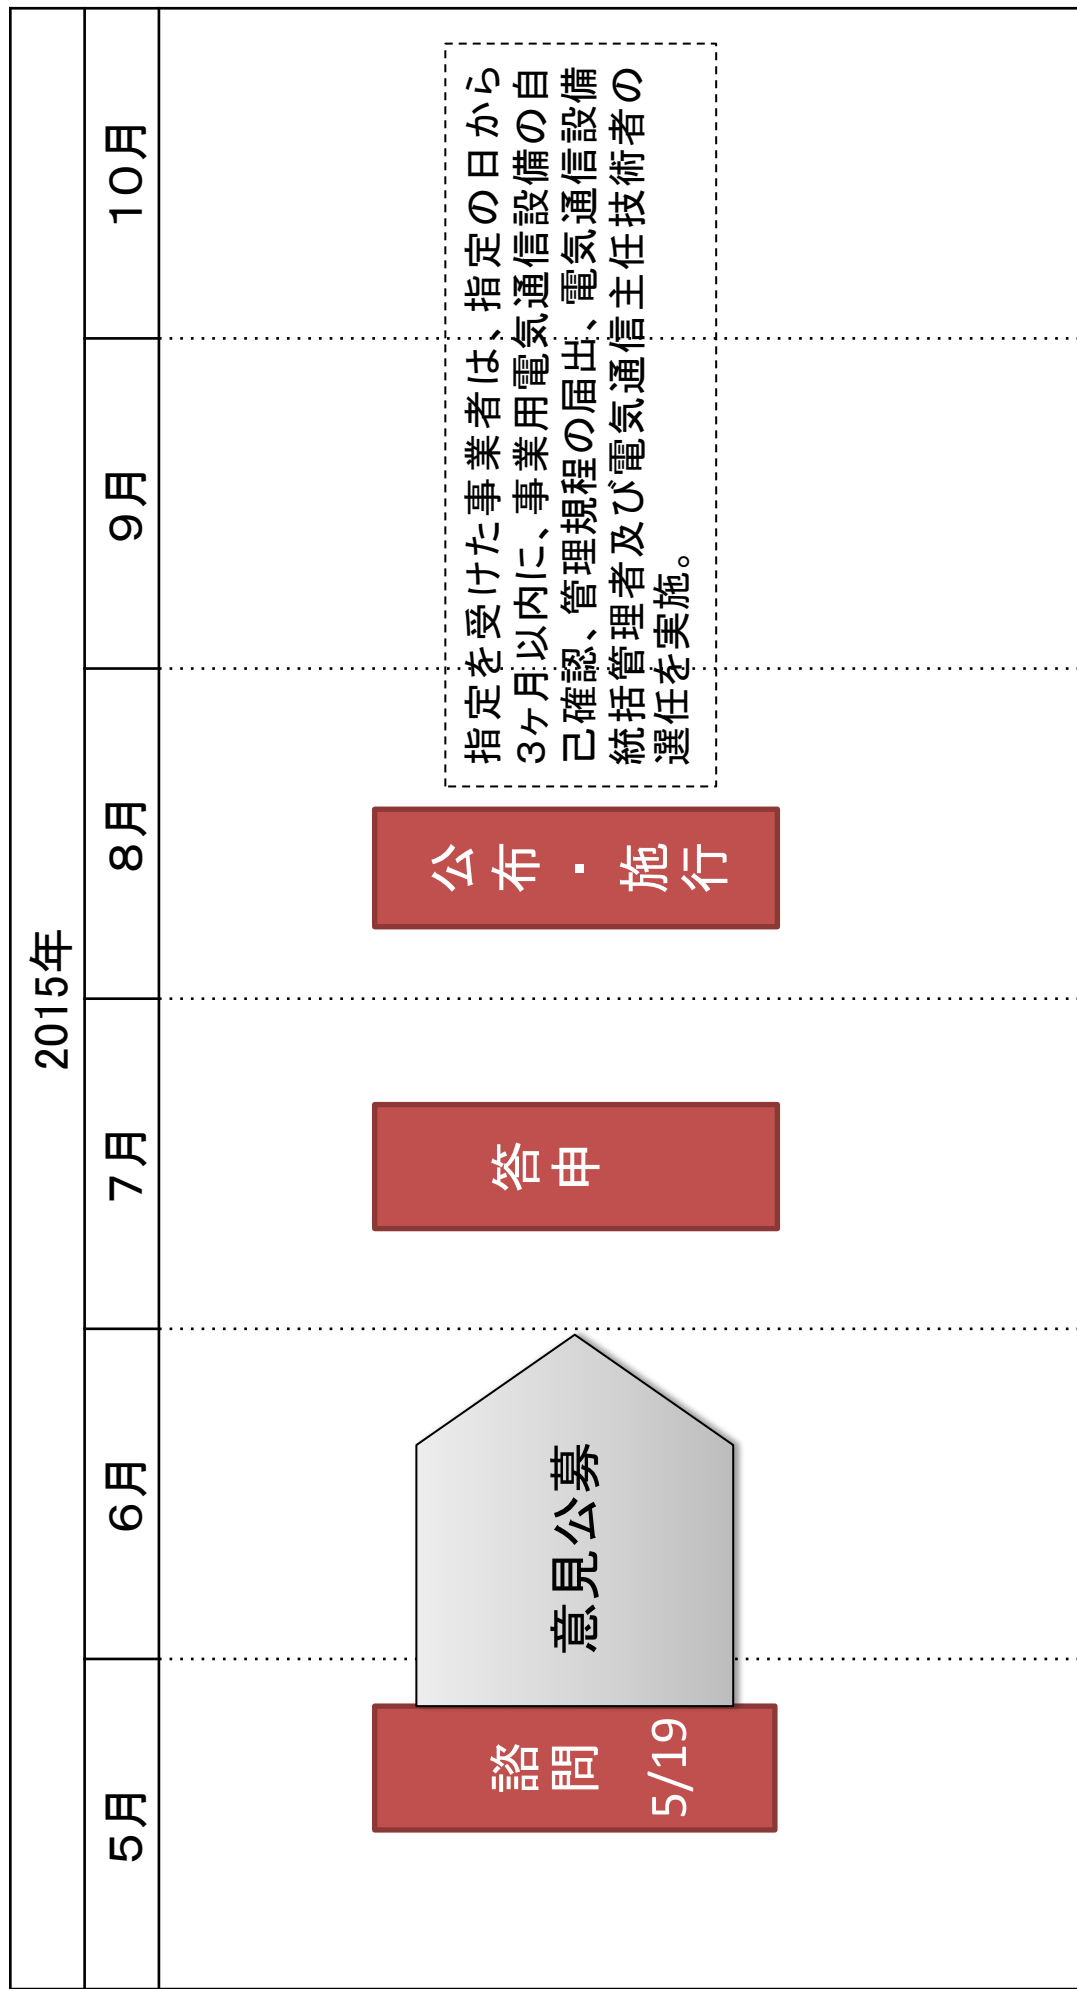 2015年
5月
6月
7月
8月
9月
10月
諮
問
5/19
意見公募
答
申
公
布
・
施
行
指定を受けた事業者は、指定の日から
3ヶ月以内に、事業用電気通信設備の自
己確認、管理規程の届出、電気通信設備
統括管理者及び電気通信主任技術者の
選任を実施。